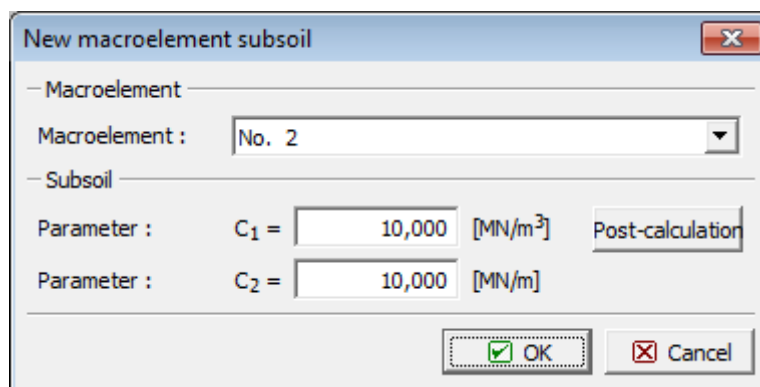 New macroelement subsoil
Macroelement
Macroelement : No. 2
Subsoil
Parameter : C₁ = 10,000 [MN/m³] Post-calculation
Parameter : C₂ = 10,000 [MN/m]
OK Cancel